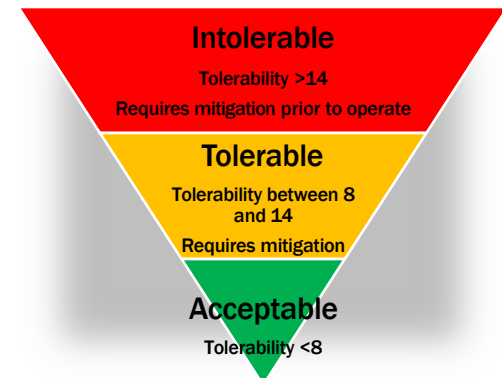 Intolerable
Tolerability >14
Requires mitigation prior to operate
Tolerable
Tolerability between 8
and 14
Requires mitigation
Acceptable
Tolerability <8